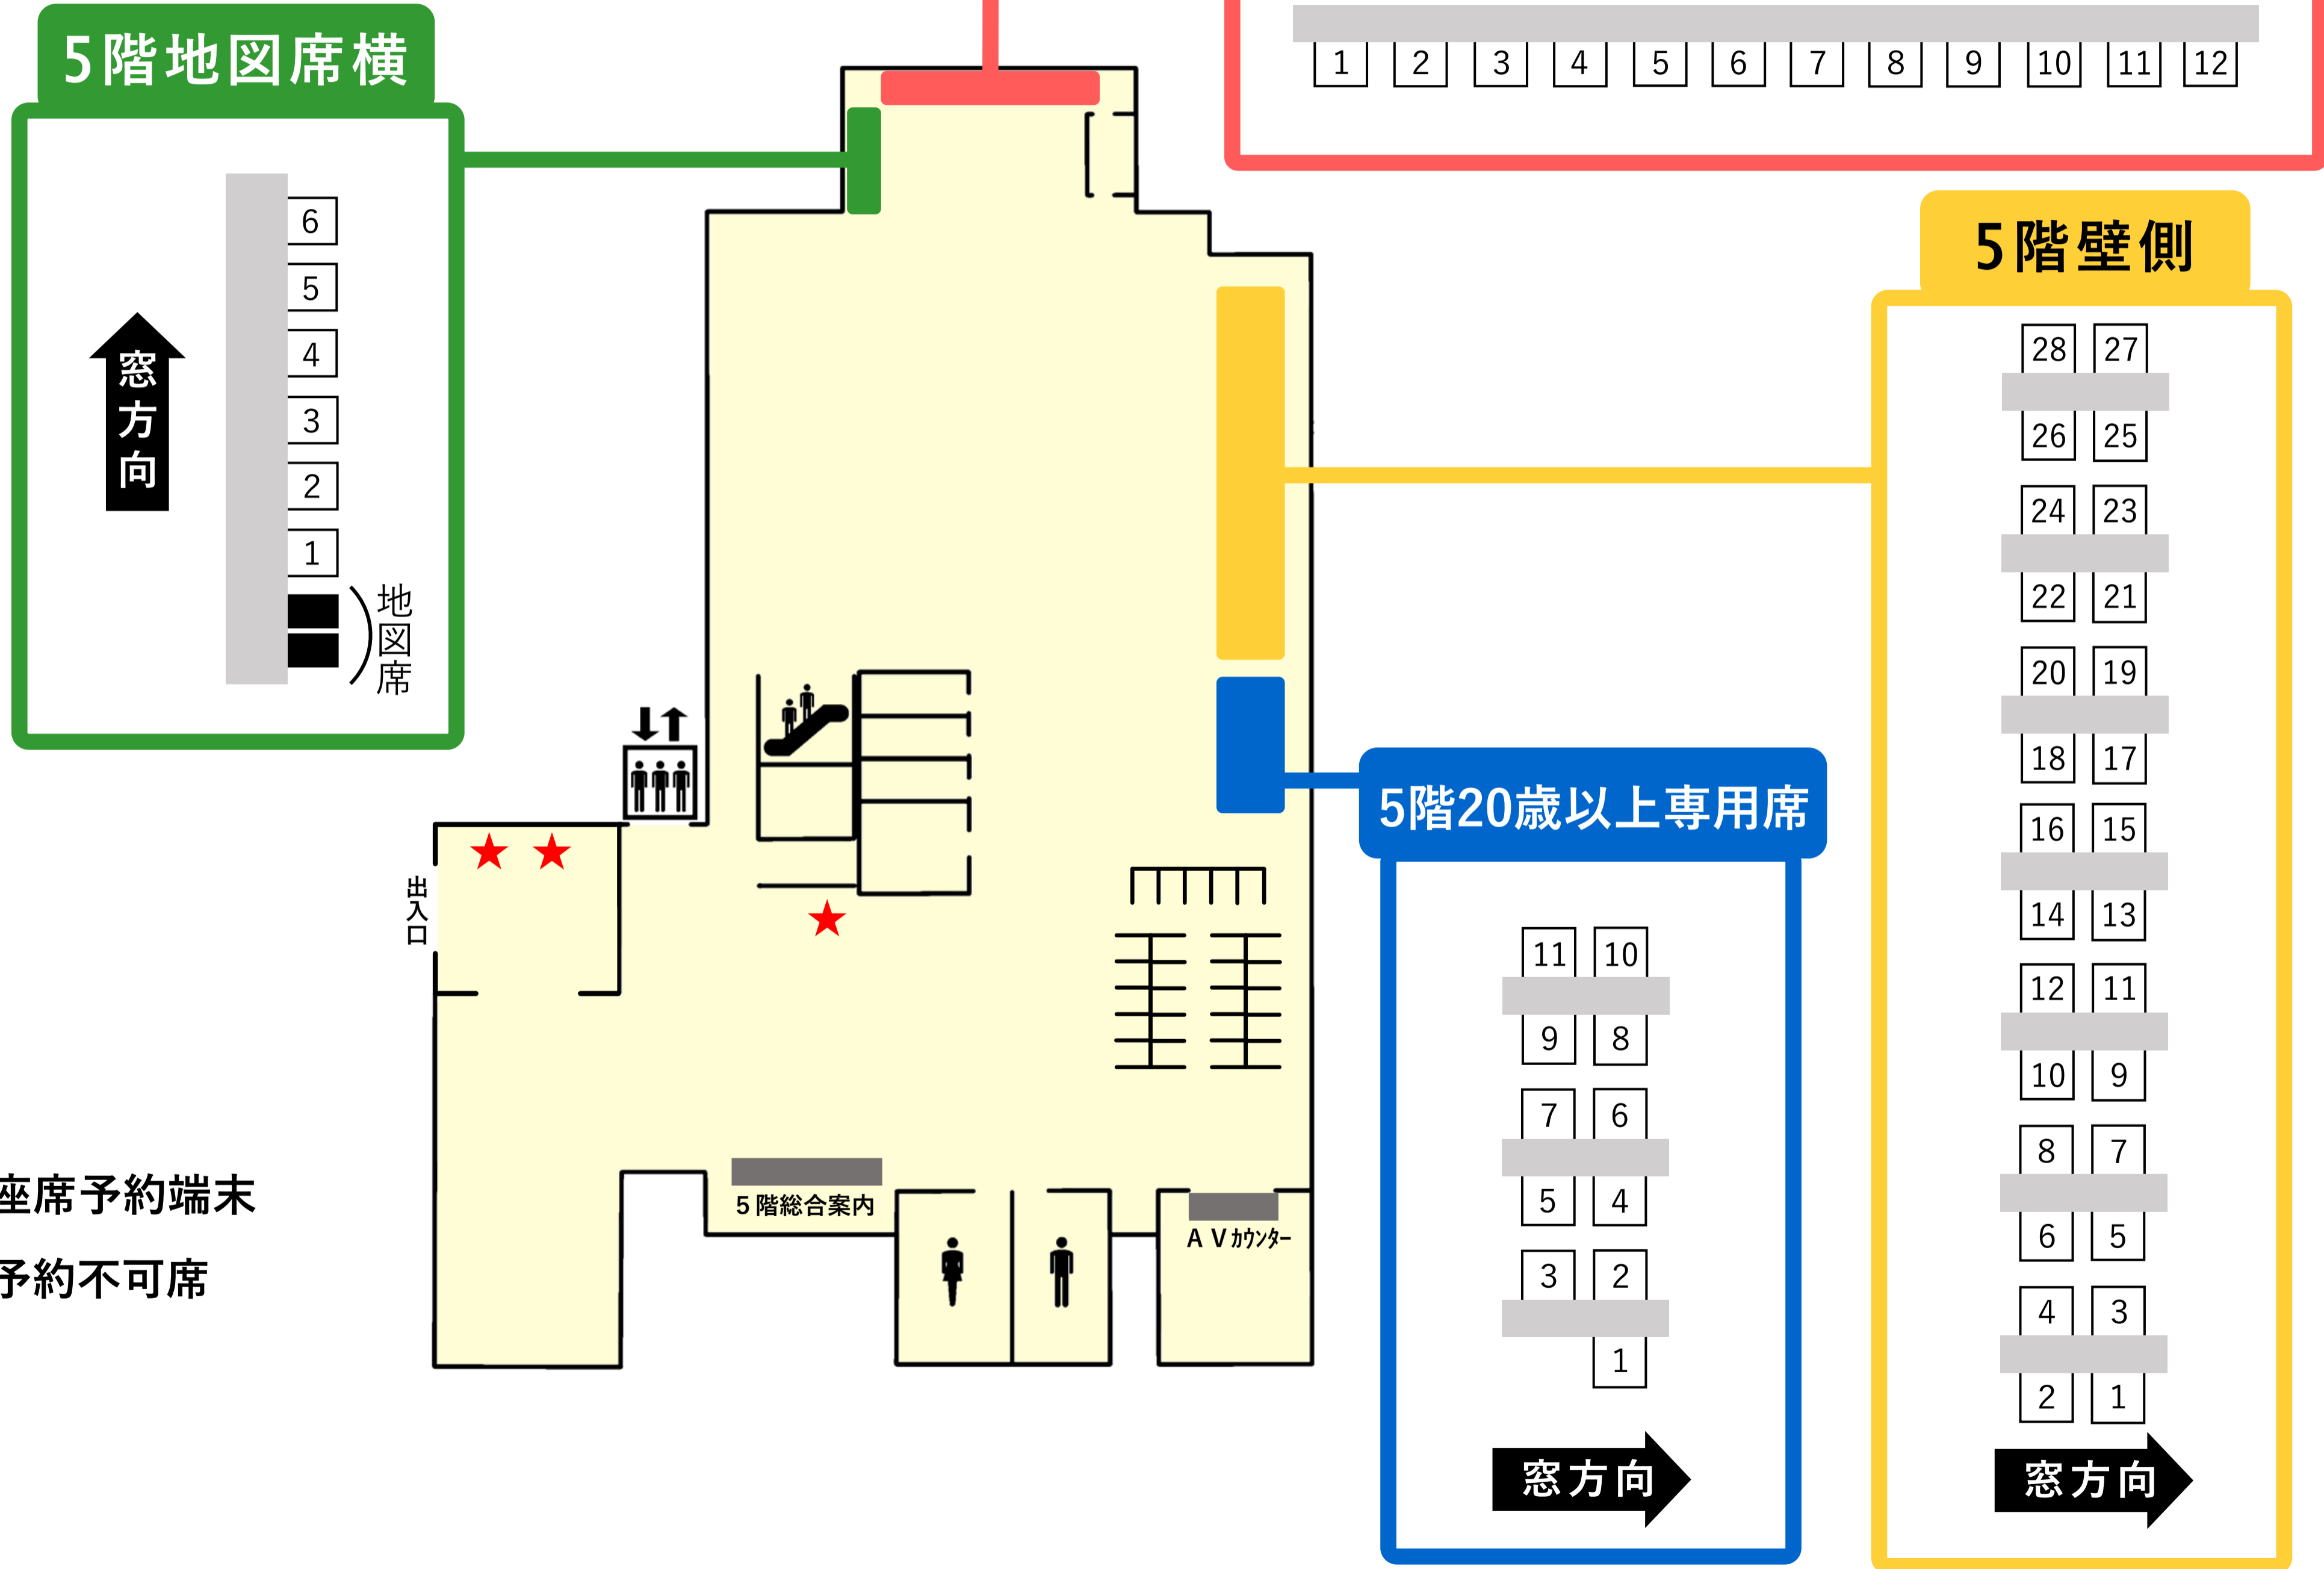 5階地図席横
6
5
4
3
2
1
窓方向
地図席
1 2 3 4 5 6 7 8 9 10 11 12
5階壁側
28 27
26 25
24 23
22 21
20 19
18 17
16 15
14 13
12 11
10 9
8 7
6 5
4 3
2 1
窓方向
5階20歳以上専用席
11 10
9 8
7 6
5 4
3 2
1
窓方向
出入口
5階総合案内
AVカウンター
座席予約端末
予約不可席